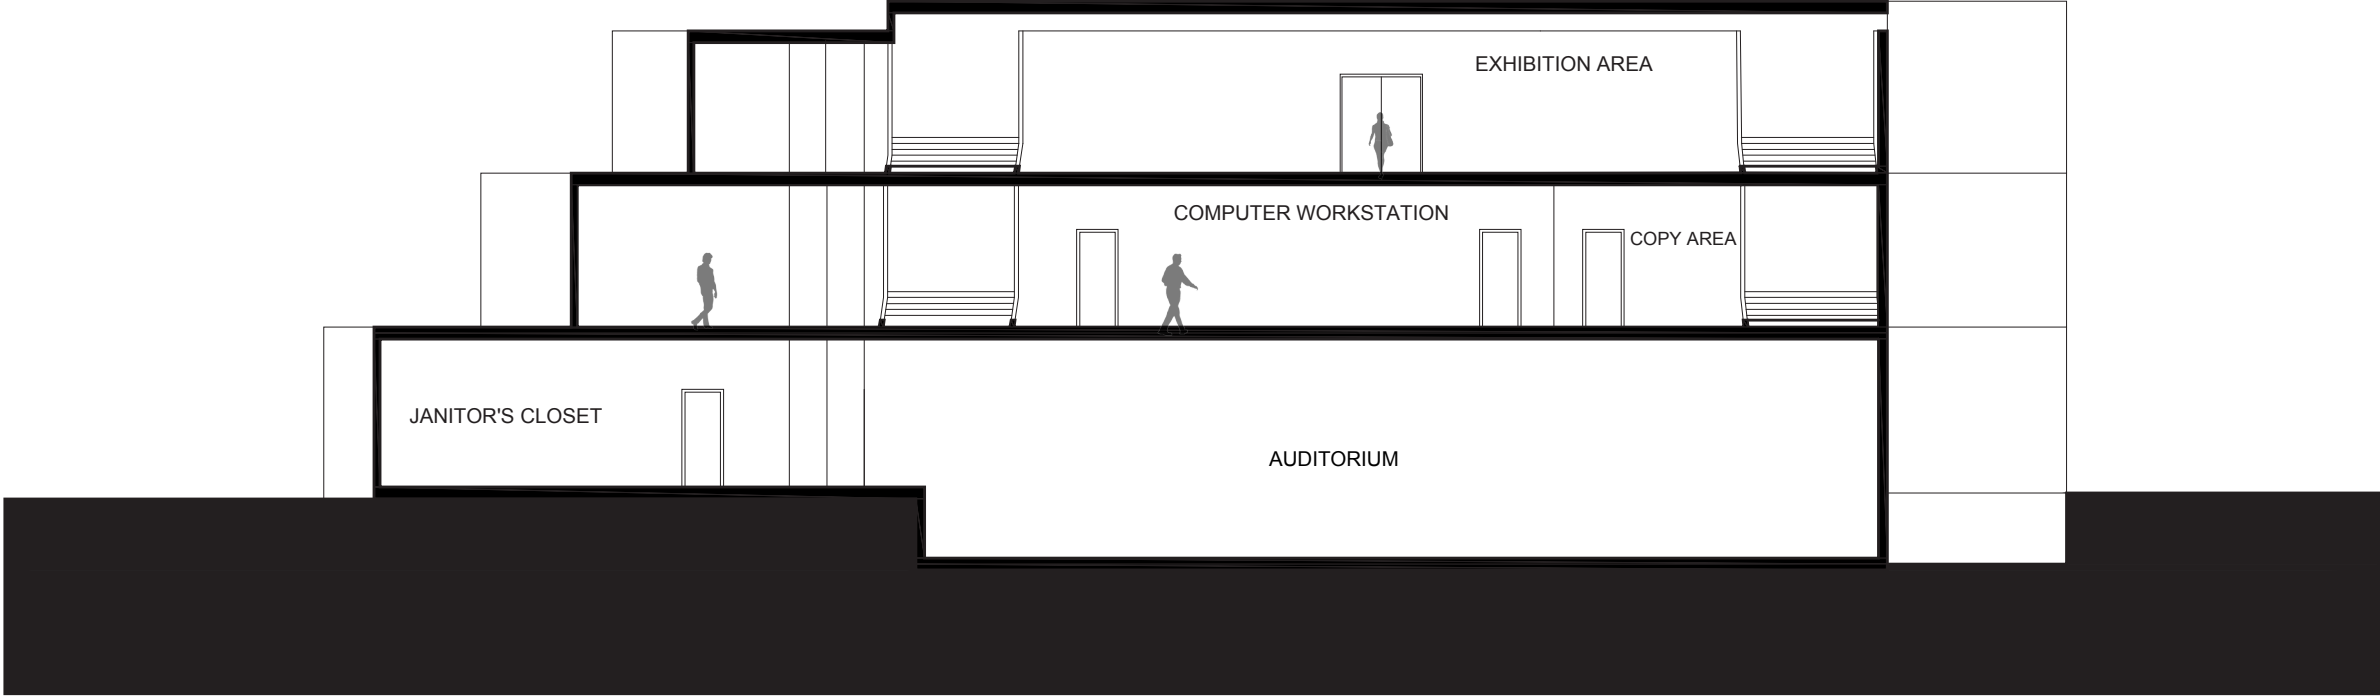 EXHIBITION AREA
COMPUTER WORKSTATION
COPY AREA
JANITOR'S CLOSET
AUDITORIUM